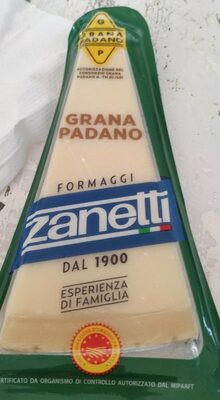 GRANA
PADANO
G
P
AUTORIZZAZIONE DEL
CONSORZIO GRANA
GRANA
PADANO
FORMAGGI
zanetti
DAL 1900
ESPERIENZA
DI FAMIGLIA
CERTIFICATO DA ORGANISMO DI CONTROLLO AUTORIZZATO DAL MIPAAFT